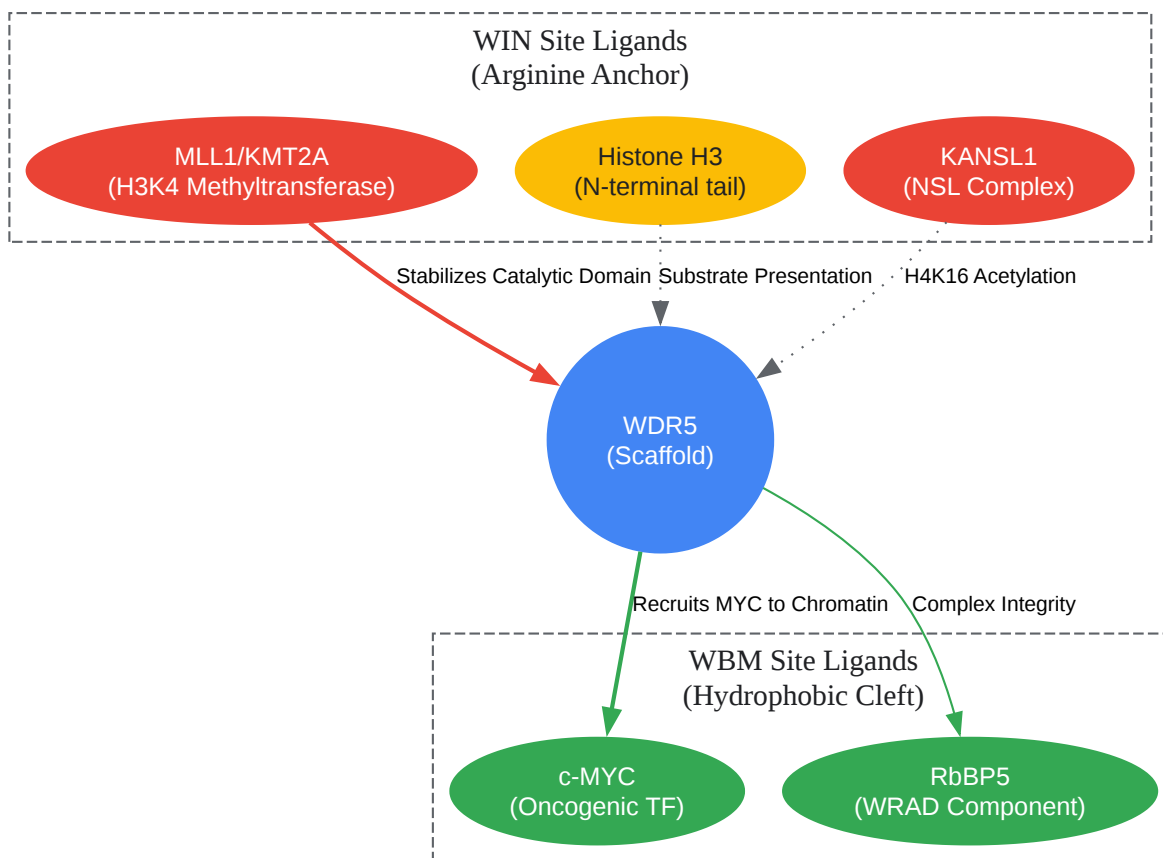 WIN Site Ligands
(Arginine Anchor)
MLL1/KMT2A
(H3K4 Methyltransferase)
Histone H3
(N-terminal tail)
KANSL1
(NSL Complex)
Stabilizes Catalytic Domain
Substrate Presentation
H4K16 Acetylation
WDR5
(Scaffold)
Recruits MYC to Chromatin
Complex Integrity
WBM Site Ligands
(Hydrophobic Cleft)
c-MYC
(Oncogenic TF)
RbBP5
(WRAD Component)